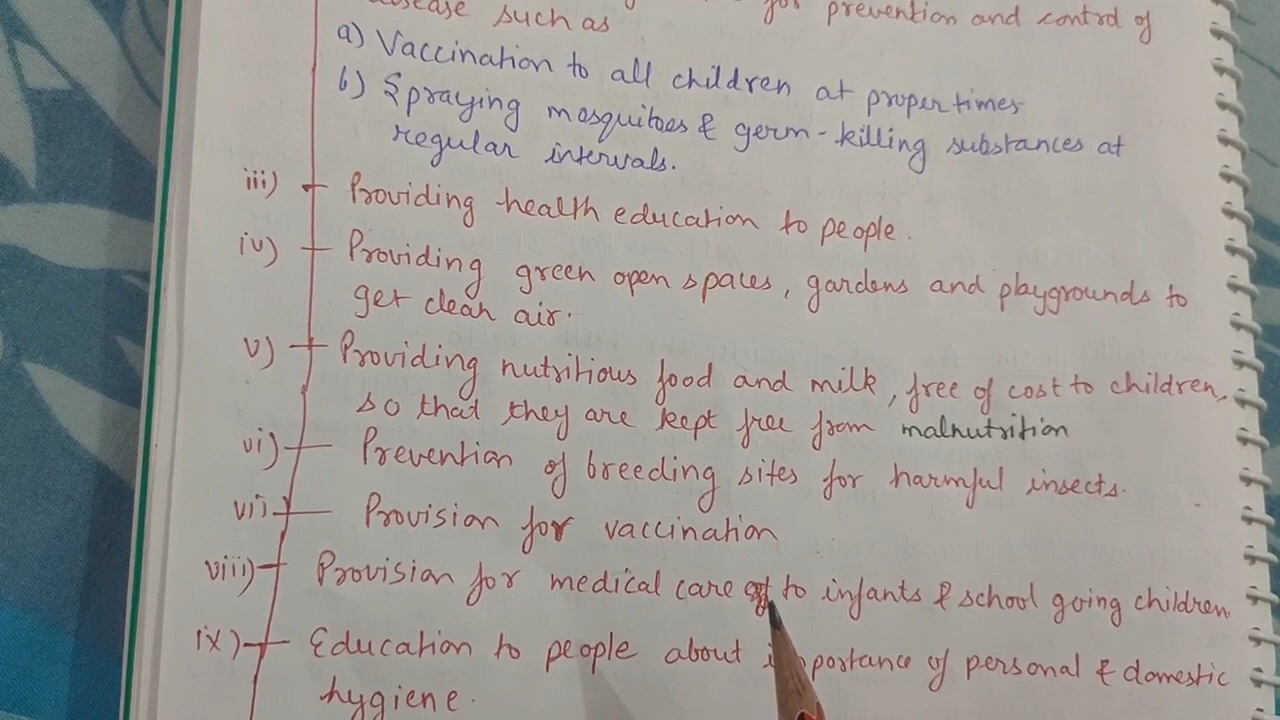 disease such as for prevention and control of
a) Vaccination to all children at proper times
b) Spraying mosquitoes & germ-killing substances at
regular intervals.
iii) Providing health education to people.
iv) Providing green open spaces, gardens and playgrounds to
get clean air.
v) Providing nutritious food and milk, free of cost to children,
so that they are kept free from malnutrition
vi) Prevention of breeding sites for harmful insects.
vii Provision for vaccination
viii) Provision for medical care to infants & school going children
ix) Education to people about importance of personal & domestic
hygiene.